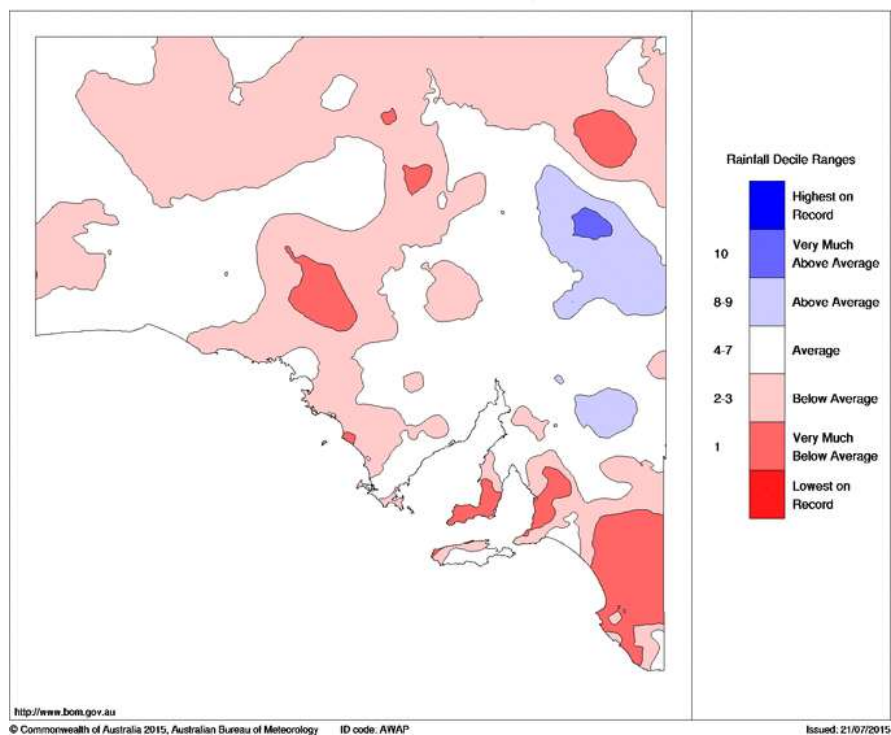 Rainfall Decile Ranges
Highest on
Record
10
Very Much
Above Average
8-9
Above Average
4-7
Average
2-3
Below Average
1
Very Much
Below Average
Lowest on
Record
http://www.bom.gov.au
© Commonwealth of Australia 2015, Australian Bureau of Meteorology ID code: AWAP Issued: 21/07/2015